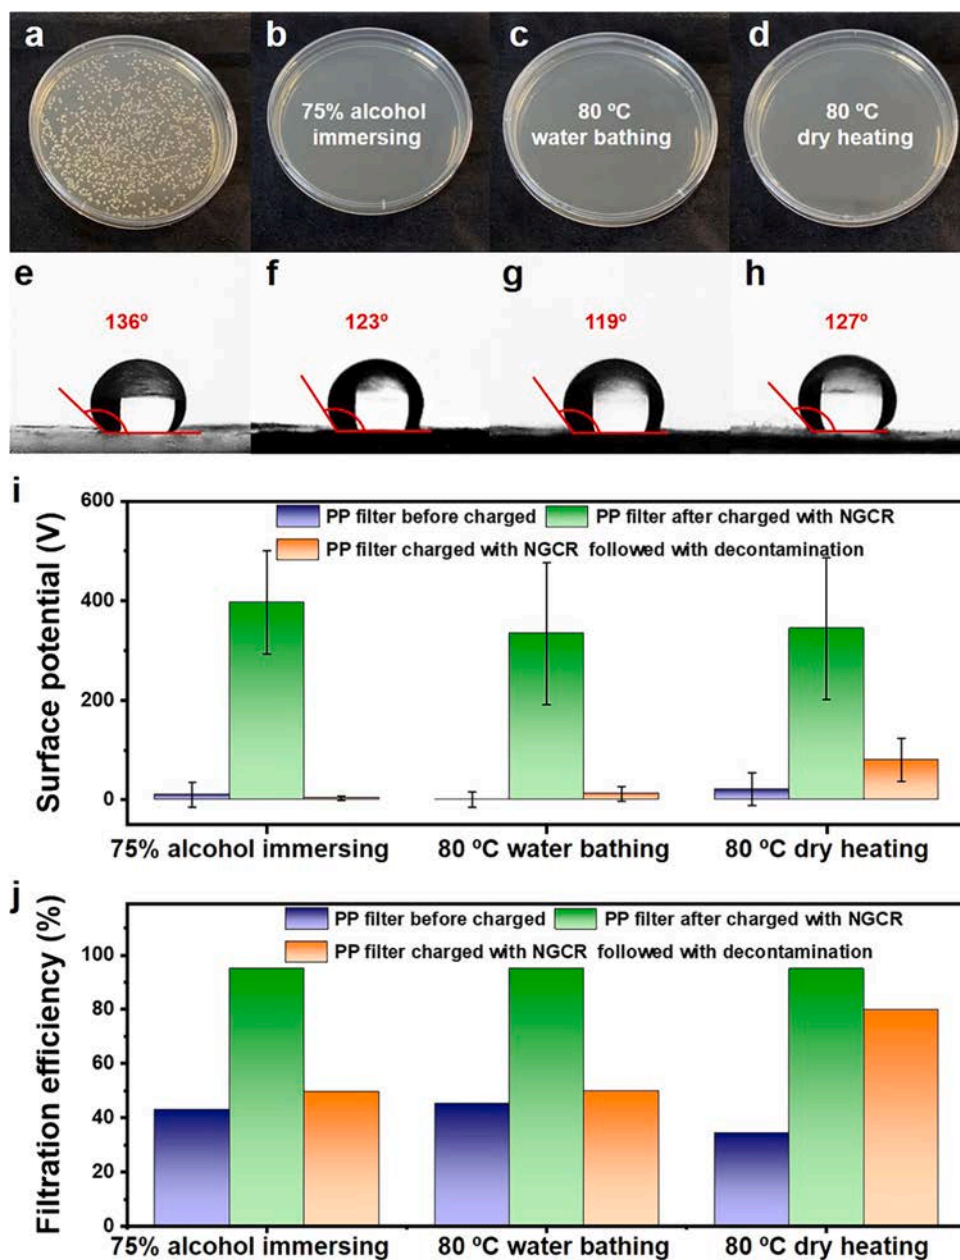 a
b
c
d
75% alcohol
immersing
80 ºC
water bathing
80 ºC
dry heating
e
f
g
h
136º
123º
119º
127º
i
Surface potential (V)
600
400
200
0
PP filter before charged
PP filter after charged with NGCR
PP filter charged with NGCR followed with decontamination
75% alcohol immersing
80 ºC water bathing
80 ºC dry heating
j
Filtration efficiency (%)
100
80
60
40
20
0
PP filter before charged
PP filter after charged with NGCR
PP filter charged with NGCR followed with decontamination
75% alcohol immersing
80 ºC water bathing
80 ºC dry heating